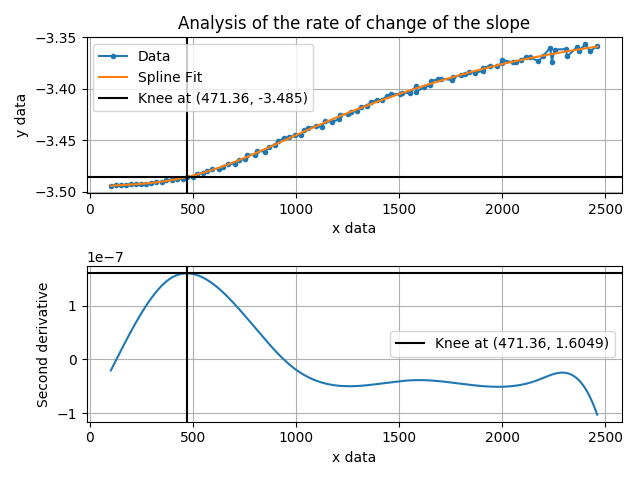 Analysis of the rate of change of the slope
−3.35
−3.40
−3.45
−3.50
y data
Data
Spline Fit
Knee at (471.36, -3.485)
0 500 1000 1500 2000 2500
x data
1e−7
1
0
−1
Second derivative
Knee at (471.36, 1.6049)
0 500 1000 1500 2000 2500
x data